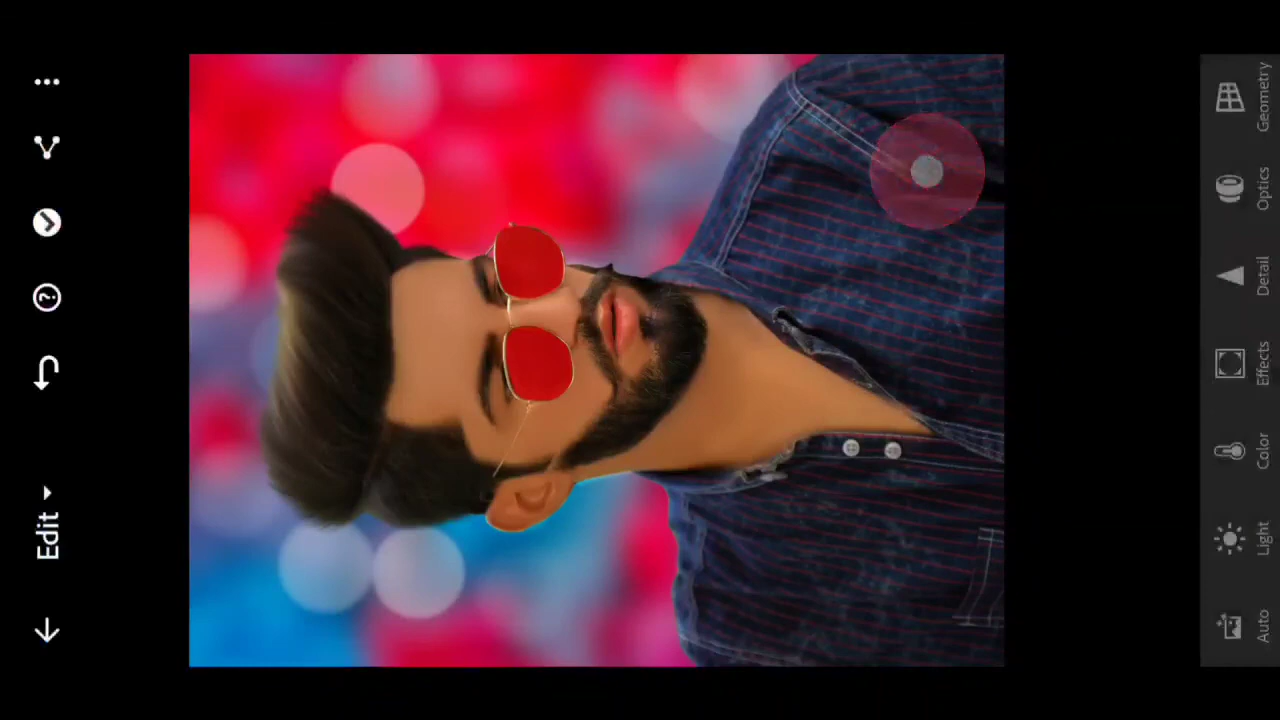 Edit
Auto
Light
Color
Effects
Detail
Optics
Geometry